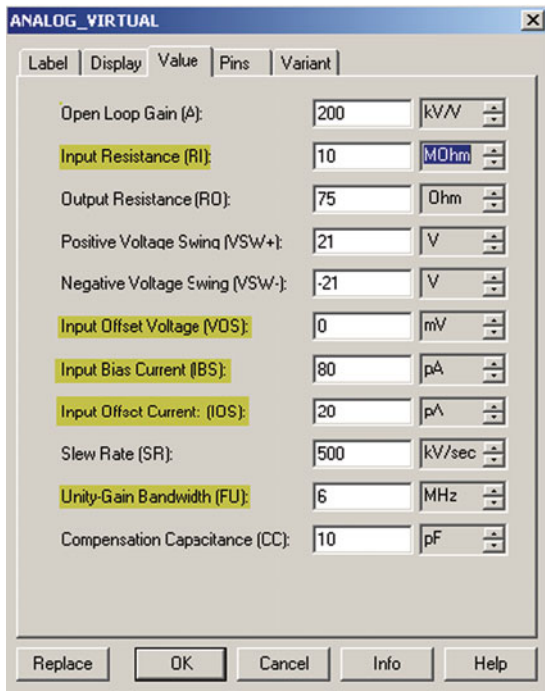 ANALOG_VIRTUAL
Label Display Value Pins Variant
Open Loop Gain (A): 200 kV/V
Input Resistance (RI): 10 MOhm
Output Resistance (RO): 75 Ohm
Positive Voltage Swing (VSW+): 21 V
Negative Voltage Swing (VSW-): -21 V
Input Offset Voltage (VOS): 0 mV
Input Bias Current (IBS): 80 pA
Input Offset Current: (IOS): 20 pA
Slew Rate (SR): 500 kV/sec
Unity-Gain Bandwidth (FU): 6 MHz
Compensation Capacitance (CC): 10 pF
Replace OK Cancel Info Help